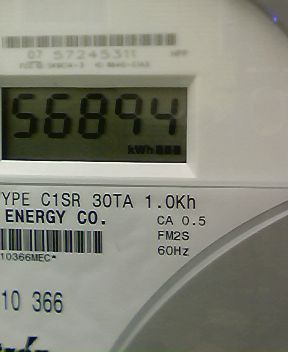 07 57245311
56894
kWh
YPE C1SR 30TA 1.0Kh
ENERGY CO.
CA 0.5
FM2S
60Hz
10366MEC*
10 366